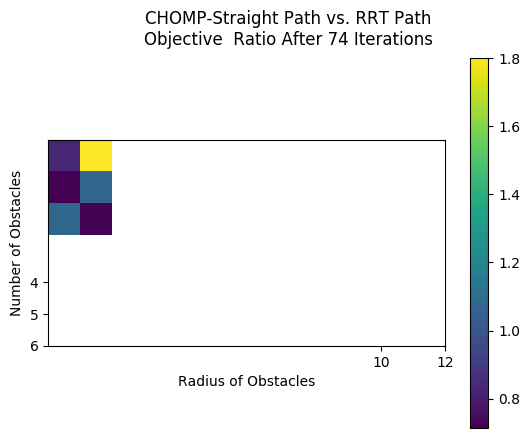 CHOMP-Straight Path vs. RRT Path
Objective  Ratio After 74 Iterations
1.8
1.6
1.4
1.2
1.0
0.8
Number of Obstacles
4
5
6
10
12
Radius of Obstacles